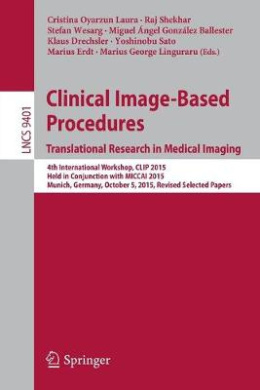 Cristina Oyarzun Laura · Raj Shekhar
Stefan Wesarg · Miguel Ángel González Ballester
Klaus Drechsler · Yoshinobu Sato
Marius Erdt · Marius George Linguraru (Eds.)
LNCS 9401
Clinical Image-Based
Procedures
Translational Research in Medical Imaging
4th International Workshop, CLIP 2015
Held in Conjunction with MICCAI 2015
Munich, Germany, October 5, 2015, Revised Selected Papers
Springer